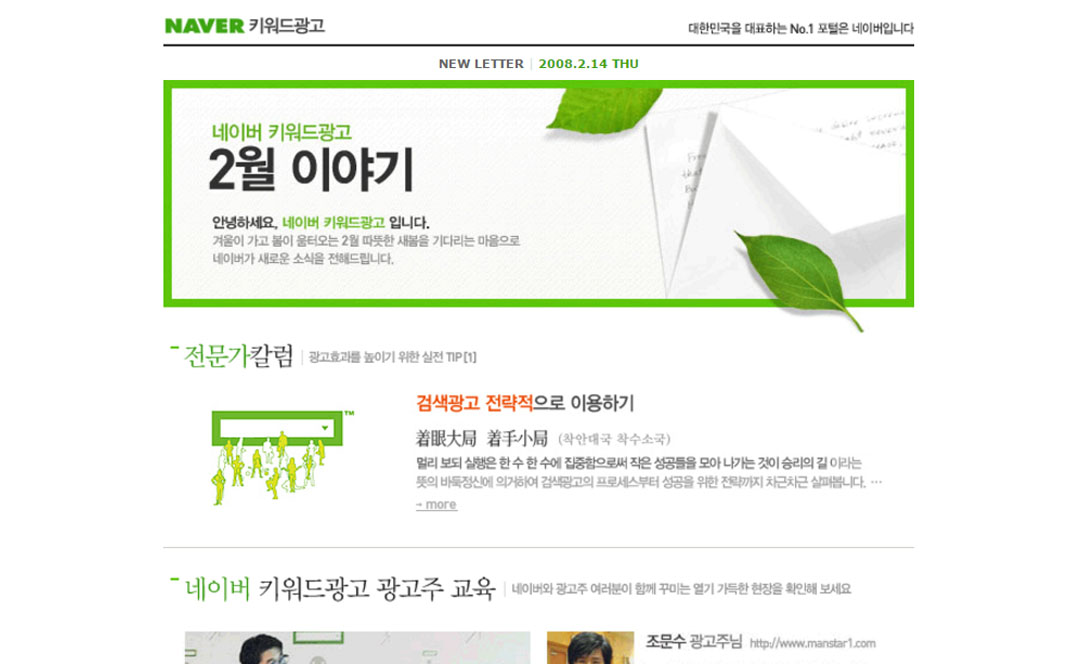 NAVER 키워드광고
대한민국을 대표하는 No.1 포털은 네이버입니다
NEW LETTER | 2008.2.14 THU
네이버 키워드광고
2월 이야기
안녕하세요, 네이버 키워드광고 입니다.
겨울이 가고 봄이 움터오는 2월 따뜻한 새봄을 기다리는 마음으로
네이버가 새로운 소식을 전해드립니다.
전문가칼럼 | 광고효과를 높이기 위한 실전 TIP [1]
검색광고 전략적으로 이용하기
着眼大局 着手小局 (착안대국 착수소국)
멀리 보되 실행은 한 수 한 수에 집중함으로써 작은 성공들을 모아 나가는 것이 승리의 길 이라는
뜻의 바둑정신에 의거하여 검색광고의 프로세스부터 성공을 위한 전략까지 차근차근 살펴봅니다. …
→ more
네이버 키워드광고 광고주 교육 | 네이버와 광고주 여러분이 함께 꾸미는 열기 가득한 현장을 확인해 보세요
조문수 광고주님 http://www.manstar1.com